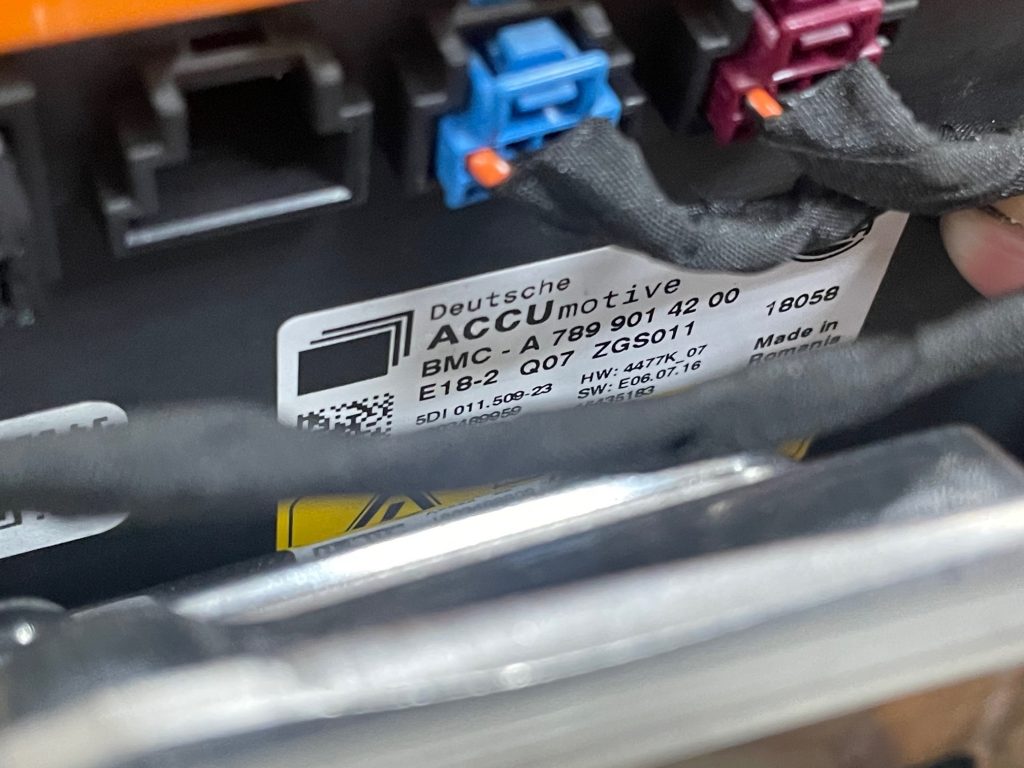 Deutsche
ACCUmotive
BMC - A 789 901 42 00
18058
E18-2 Q07 ZGS011
Made in
Romania
5DI 011.509-23
HW: 4477K_07
SW: E06.07.16